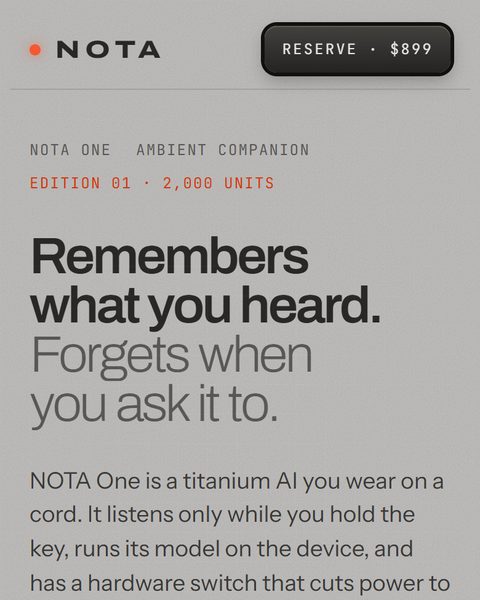 NOTA
RESERVE · $899
NOTA ONE AMBIENT COMPANION
EDITION 01 · 2,000 UNITS
Remembers
what you heard.
Forgets when
you ask it to.
NOTA One is a titanium AI you wear on a
cord. It listens only while you hold the
key, runs its model on the device, and
has a hardware switch that cuts power to